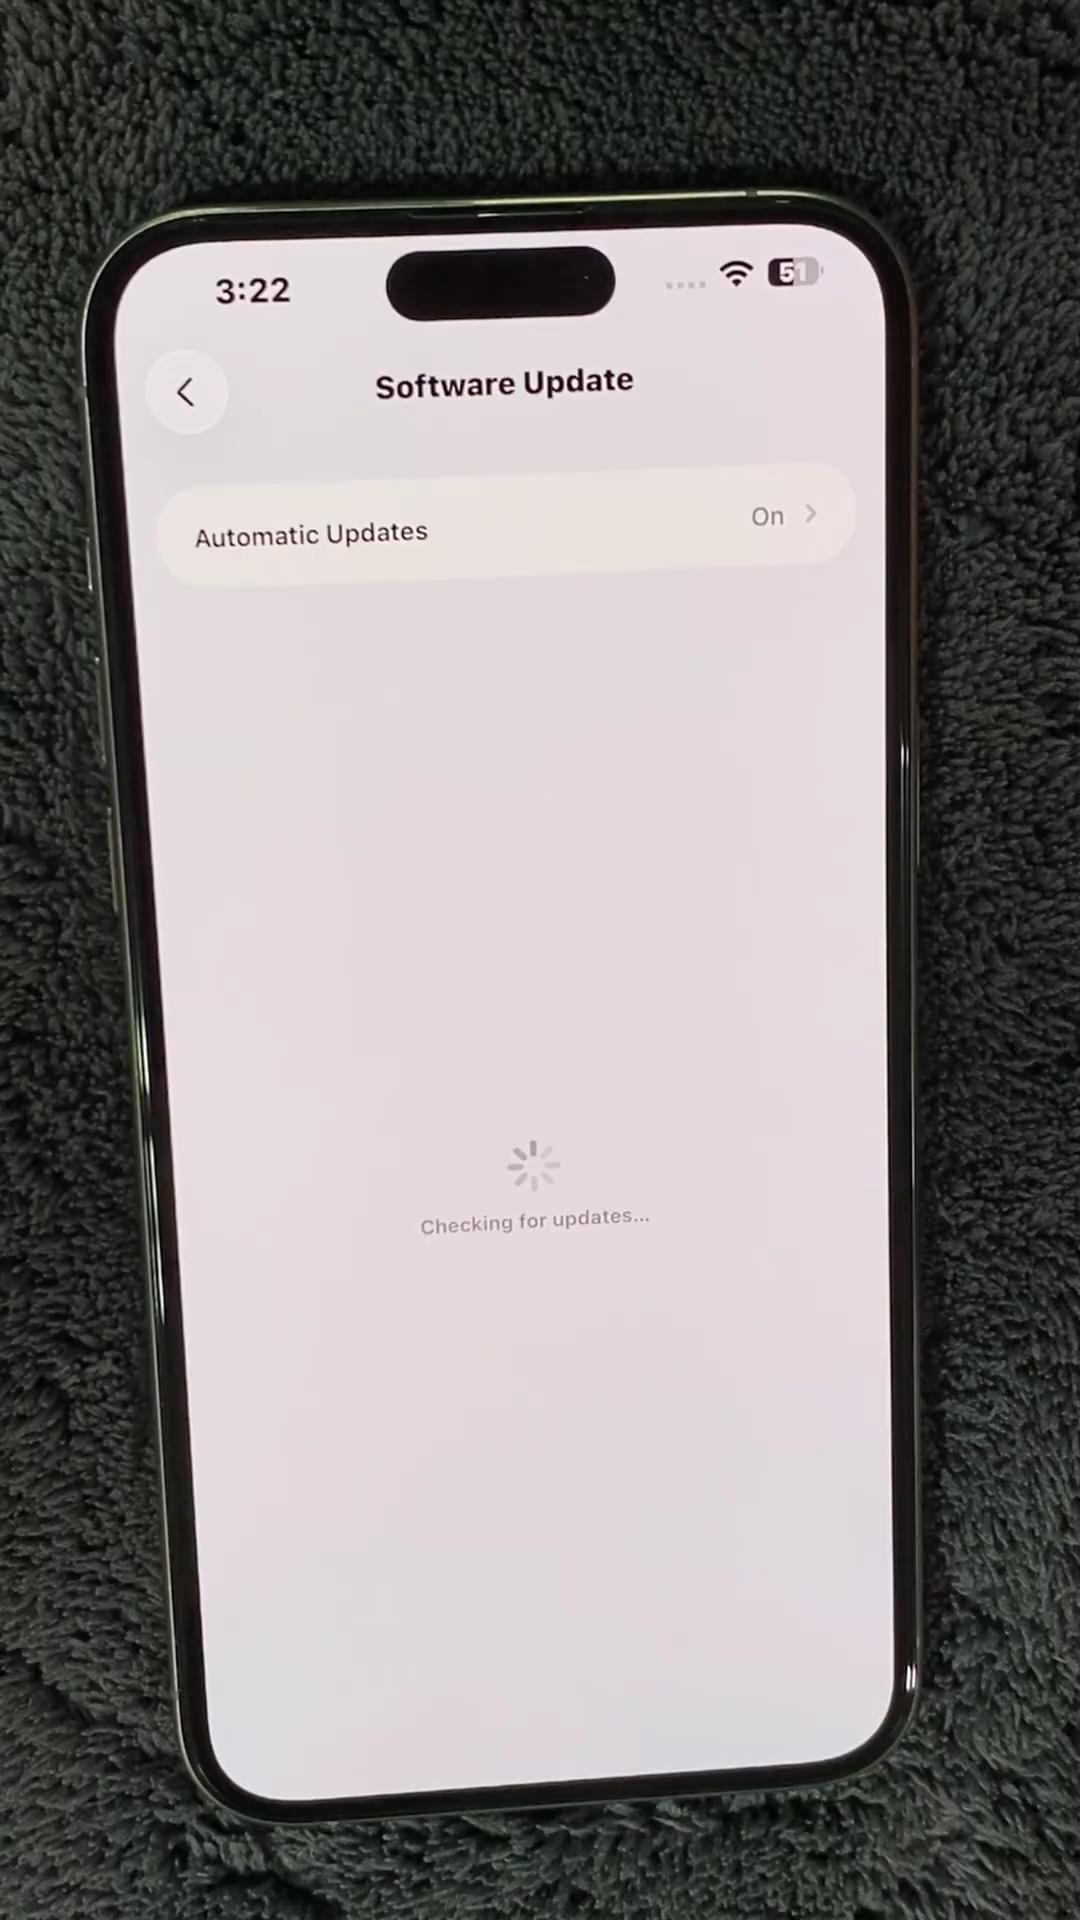 3:22
51
Software Update
Automatic Updates On
Checking for updates...